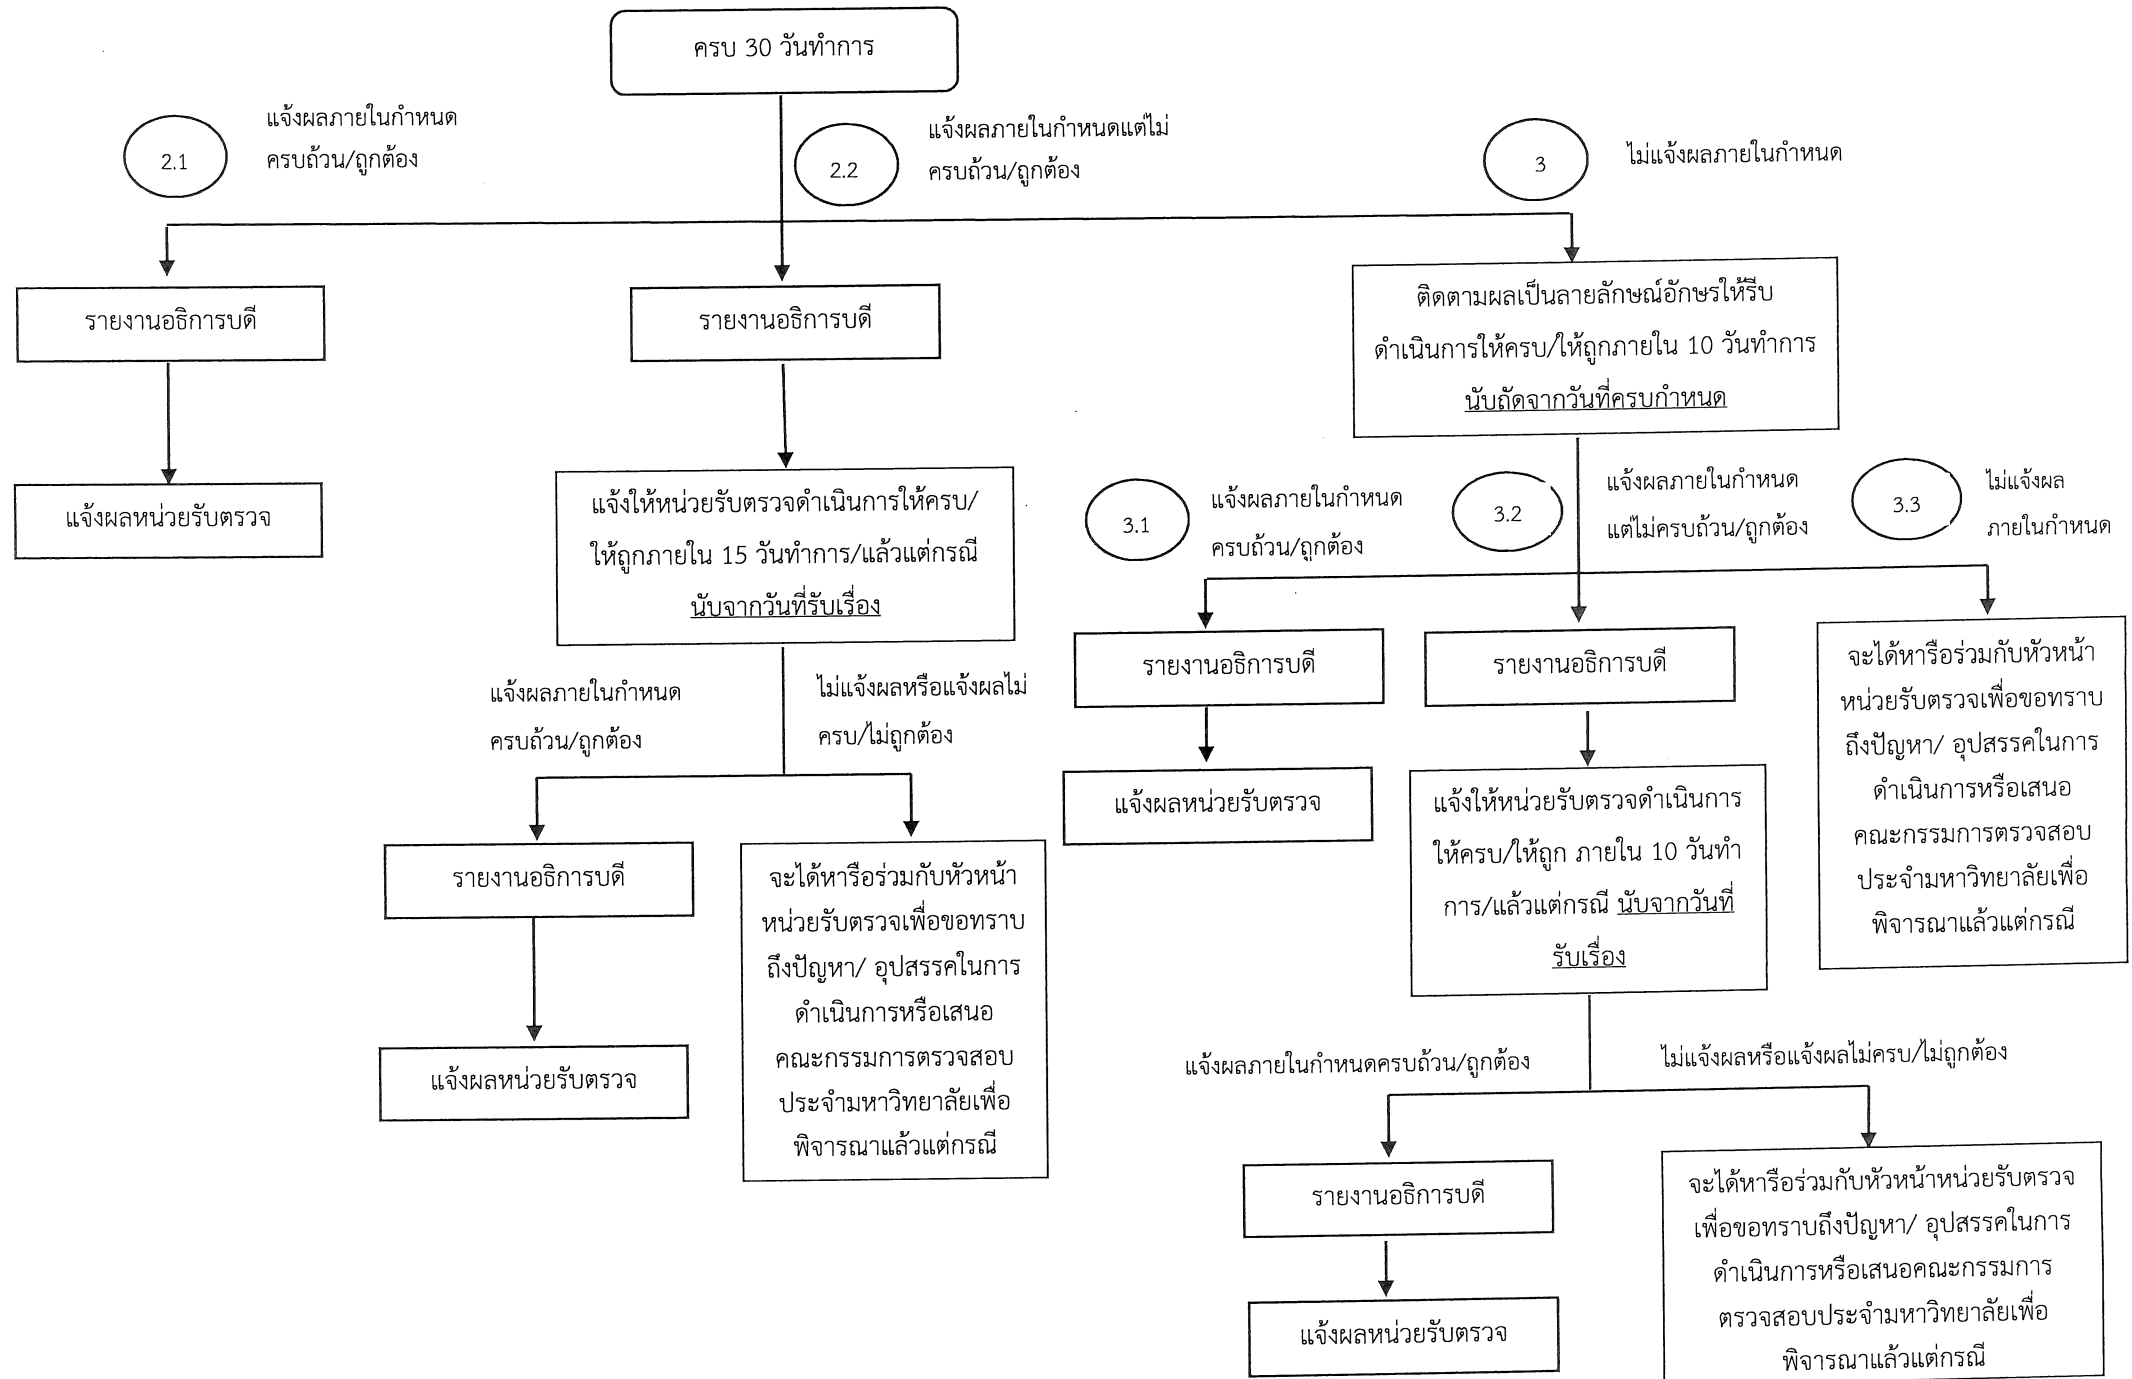 ครบ 30 วันทำการ
2.1
แจ้งผลภายในกำหนด
ครบถ้วน/ถูกต้อง
2.2
แจ้งผลภายในกำหนดแต่ไม่
ครบถ้วน/ถูกต้อง
3
ไม่แจ้งผลภายในกำหนด
รายงานอธิการบดี
แจ้งผลหน่วยรับตรวจ
รายงานอธิการบดี
แจ้งให้หน่วยรับตรวจดำเนินการให้ครบ/
ให้ถูกภายใน 15 วันทำการ/แล้วแต่กรณี
นับจากวันที่รับเรื่อง
แจ้งผลภายในกำหนด
ครบถ้วน/ถูกต้อง
ไม่แจ้งผลหรือแจ้งผลไม่
ครบ/ไม่ถูกต้อง
รายงานอธิการบดี
แจ้งผลหน่วยรับตรวจ
จะได้หารือร่วมกับหัวหน้า
หน่วยรับตรวจเพื่อขอทราบ
ถึงปัญหา/ อุปสรรคในการ
ดำเนินการหรือเสนอ
คณะกรรมการตรวจสอบ
ประจำมหาวิทยาลัยเพื่อ
พิจารณาแล้วแต่กรณี
ติดตามผลเป็นลายลักษณ์อักษรให้รีบ
ดำเนินการให้ครบ/ให้ถูกภายใน 10 วันทำการ
นับถัดจากวันที่ครบกำหนด
3.1
แจ้งผลภายในกำหนด
ครบถ้วน/ถูกต้อง
3.2
แจ้งผลภายในกำหนด
แต่ไม่ครบถ้วน/ถูกต้อง
3.3
ไม่แจ้งผล
ภายในกำหนด
รายงานอธิการบดี
แจ้งผลหน่วยรับตรวจ
รายงานอธิการบดี
แจ้งให้หน่วยรับตรวจดำเนินการ
ให้ครบ/ให้ถูก ภายใน 10 วันทำ
การ/แล้วแต่กรณี นับจากวันที่
รับเรื่อง
จะได้หารือร่วมกับหัวหน้า
หน่วยรับตรวจเพื่อขอทราบ
ถึงปัญหา/ อุปสรรคในการ
ดำเนินการหรือเสนอ
คณะกรรมการตรวจสอบ
ประจำมหาวิทยาลัยเพื่อ
พิจารณาแล้วแต่กรณี
แจ้งผลภายในกำหนดครบถ้วน/ถูกต้อง
ไม่แจ้งผลหรือแจ้งผลไม่ครบ/ไม่ถูกต้อง
รายงานอธิการบดี
แจ้งผลหน่วยรับตรวจ
จะได้หารือร่วมกับหัวหน้าหน่วยรับตรวจ
เพื่อขอทราบถึงปัญหา/ อุปสรรคในการ
ดำเนินการหรือเสนอคณะกรรมการ
ตรวจสอบประจำมหาวิทยาลัยเพื่อ
พิจารณาแล้วแต่กรณี